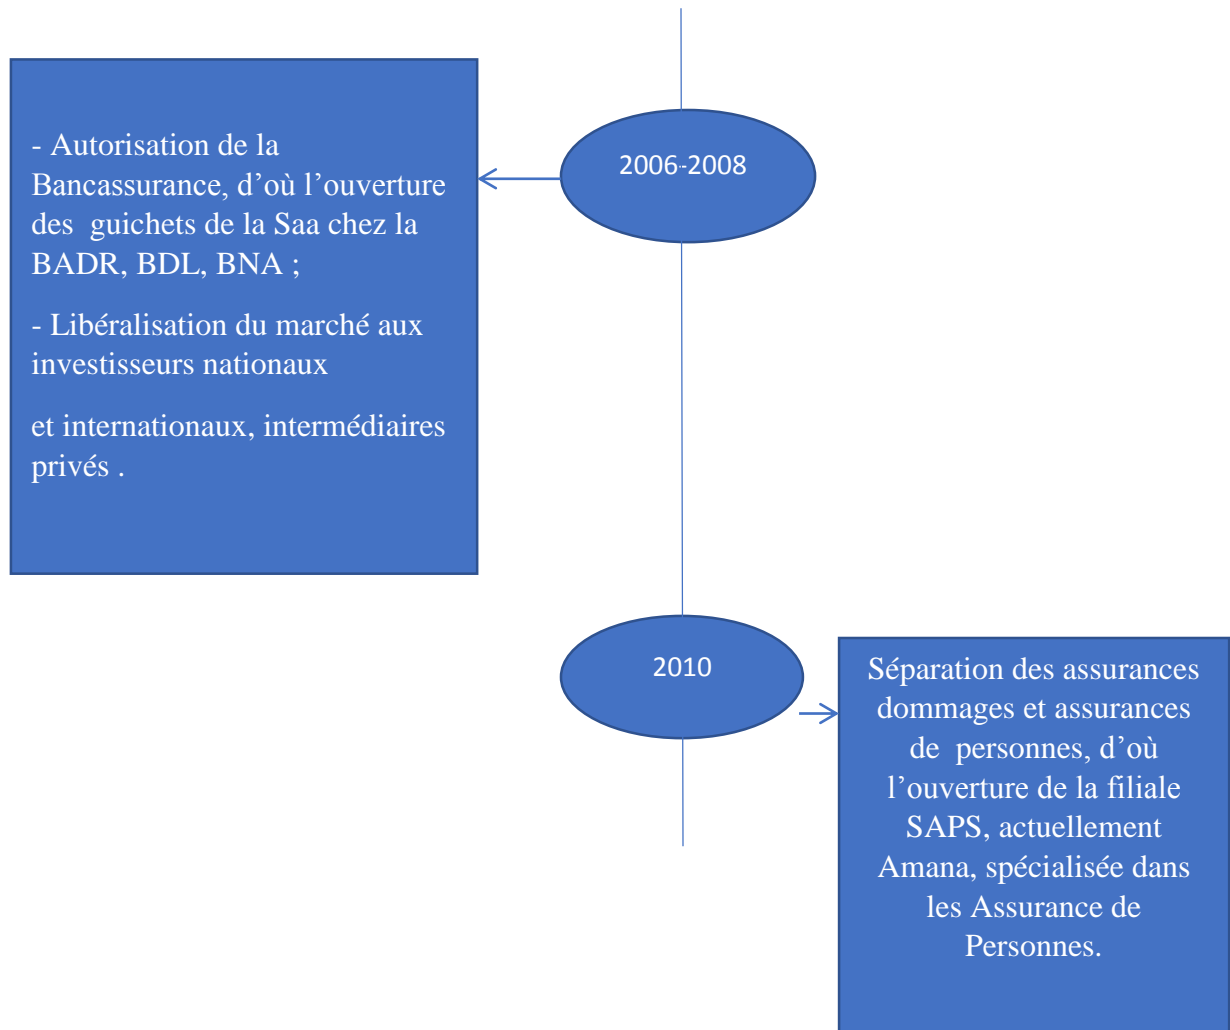 2006-2008
- Autorisation de la
Bancassurance, d’où l’ouverture
des  guichets de la Saa chez la
BADR, BDL, BNA ;
- Libéralisation du marché aux
investisseurs nationaux
et internationaux, intermédiaires
privés .
2010
Séparation des assurances
dommages et assurances
de  personnes, d’où
l’ouverture de la filiale
SAPS, actuellement
Amana, spécialisée dans
les Assurance de
Personnes.